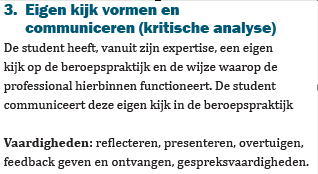 3. Eigen kijk vormen en
communiceren (kritische analyse)
De student heeft, vanuit zijn expertise, een eigen
kijk op de beroepspraktijk en de wijze waarop de
professional hierbinnen functioneert. De student
communiceert deze eigen kijk in de beroepspraktijk
Vaardigheden: reflecteren, presenteren, overtuigen,
feedback geven en ontvangen, gespreksvaardigheden.